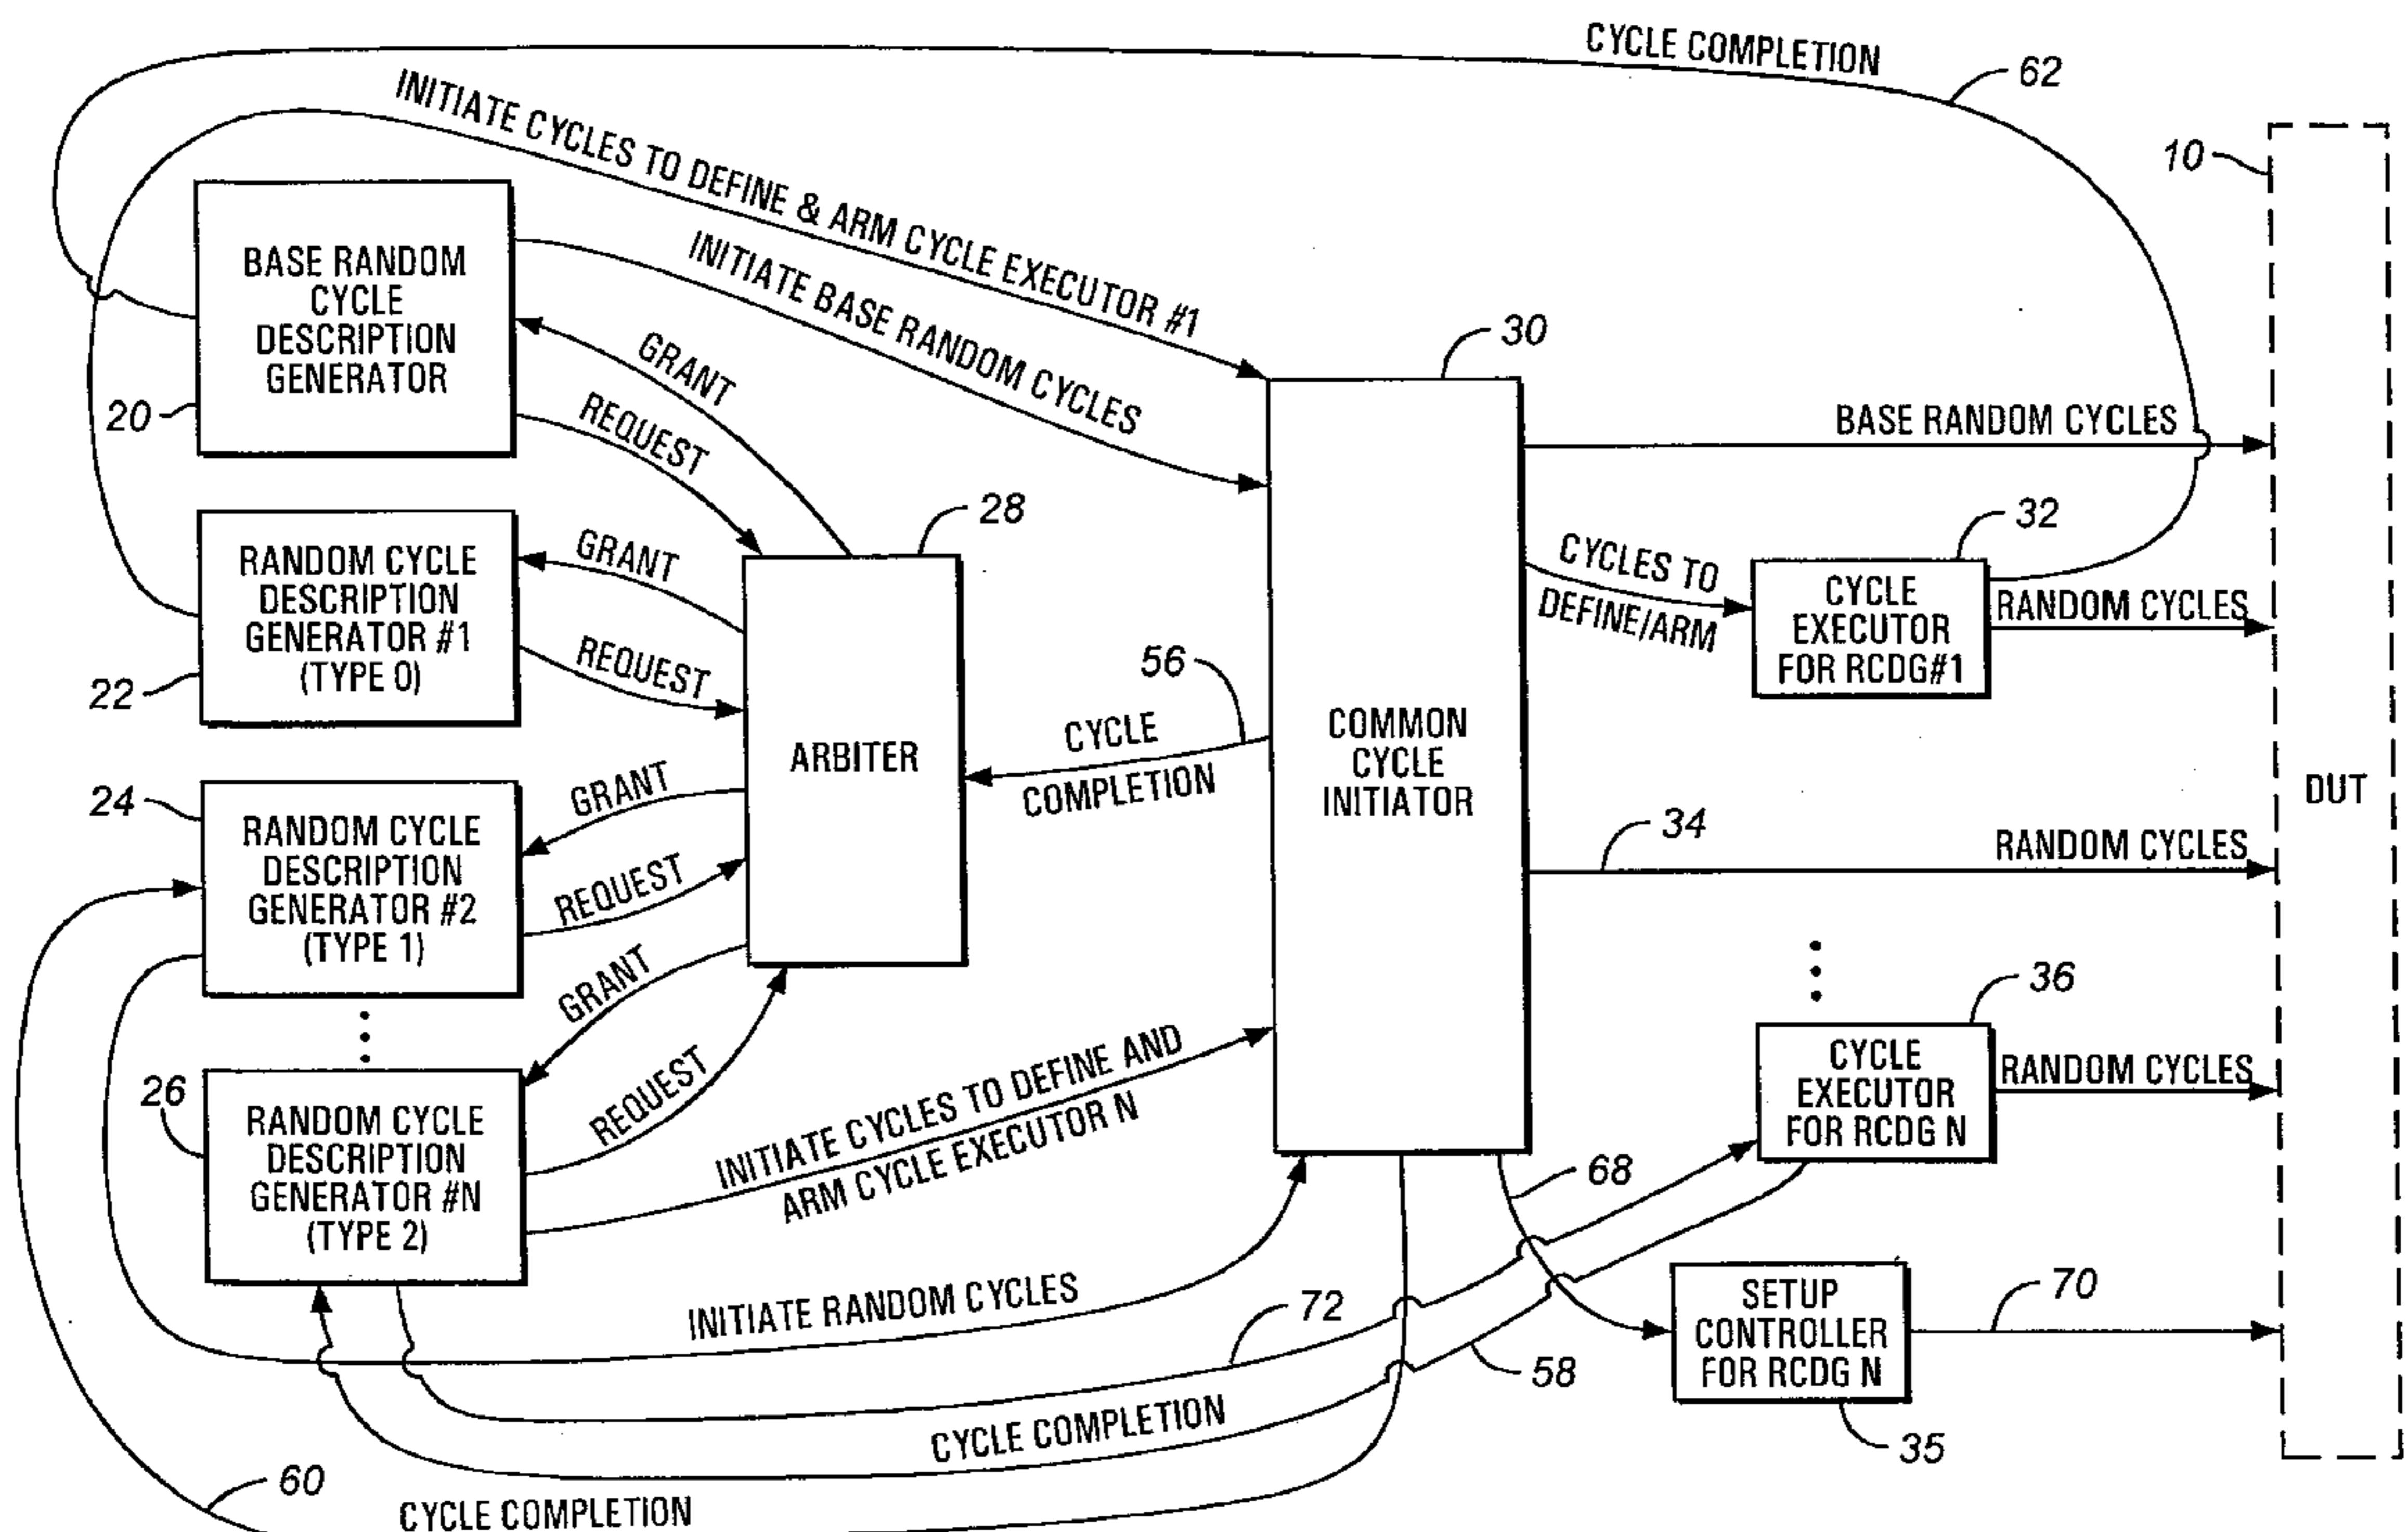 CYCLE COMPLETION
62
INITIATE CYCLES TO DEFINE & ARM CYCLE EXECUTOR #1
10
INITIATE BASE RANDOM CYCLES
BASE RANDOM
CYCLE
DESCRIPTION
GENERATOR
20
GRANT
REQUEST
30
BASE RANDOM CYCLES
28
32
RANDOM CYCLE
DESCRIPTION
GENERATOR #1
(TYPE 0)
22
GRANT
REQUEST
CYCLES TO
DEFINE/ARM
CYCLE
EXECUTOR
FOR RCDG#1
RANDOM CYCLES
56
ARBITER
CYCLE
COMPLETION
COMMON
CYCLE
INITIATOR
DUT
24
RANDOM CYCLE
DESCRIPTION
GENERATOR #2
(TYPE 1)
GRANT
REQUEST
34
RANDOM CYCLES
GRANT
REQUEST
36
26
RANDOM CYCLE
DESCRIPTION
GENERATOR #N
(TYPE 2)
INITIATE CYCLES TO DEFINE AND
ARM CYCLE EXECUTOR N
CYCLE
EXECUTOR
FOR RCDG N
RANDOM CYCLES
68
INITIATE RANDOM CYCLES
72
58
SETUP
CONTROLLER
FOR RCDG N
70
35
CYCLE COMPLETION
60
CYCLE COMPLETION